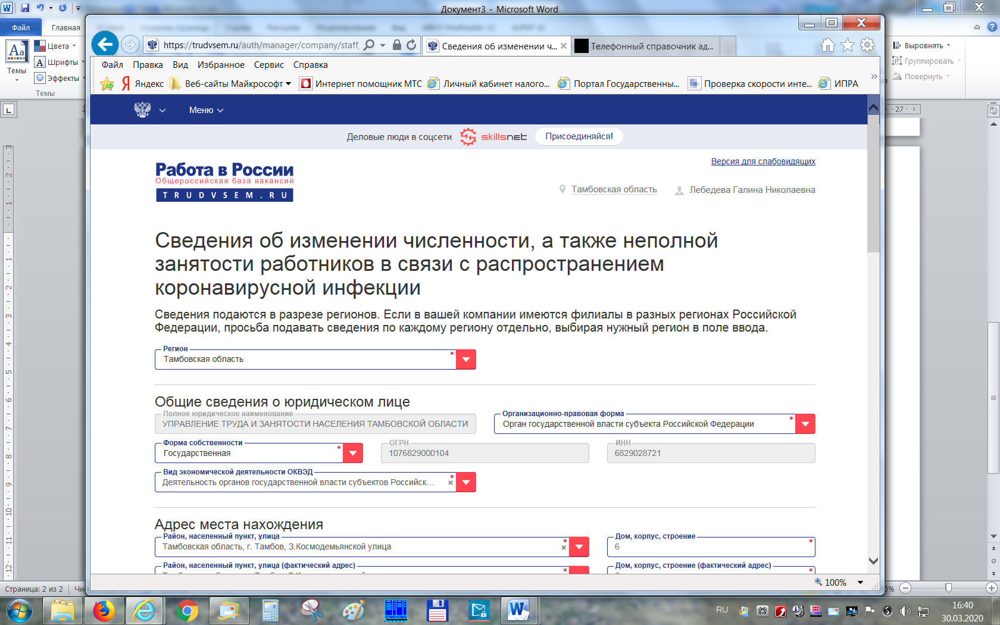 Документ3 - Microsoft Word
Файл
Главная
Темы
Цвета
Шрифты
Эффекты
Темы
Выровнять
Группировать
Повернуть
https://trudvsem.ru/auth/manager/company/staff,
Сведения об изменении ч...
Телефонный справочник ад...
Файл Правка Вид Избранное Сервис Справка
Яндекс Веб-сайты Майкрософт Интернет помощник МТС Личный кабинет налого... Портал Государственны... Проверка скорости инте... ИПРА
Меню
Деловые люди в соцсети skillsnet Присоединяйся!
Версия для слабовидящих
Работа в России
Общероссийская база вакансий
TRUDVSEM.RU
Тамбовская область Лебедева Галина Николаевна
Сведения об изменении численности, а также неполной
занятости работников в связи с распространением
коронавирусной инфекции
Сведения подаются в разрезе регионов. Если в вашей компании имеются филиалы в разных регионах Российской
Федерации, просьба подавать сведения по каждому региону отдельно, выбирая нужный регион в поле ввода.
Регион
Тамбовская область
Общие сведения о юридическом лице
Полное юридическое наименование
УПРАВЛЕНИЕ ТРУДА И ЗАНЯТОСТИ НАСЕЛЕНИЯ ТАМБОВСКОЙ ОБЛАСТИ
Организационно-правовая форма
Орган государственной власти субъекта Российской Федерации
Форма собственности
Государственная
ОГРН
1076829000104
ИНН
6829028721
Вид экономической деятельности ОКВЭД
Деятельность органов государственной власти субъектов Российск...
Адрес места нахождения
Район, населенный пункт, улица
Тамбовская область, г. Тамбов, З.Космодемьянской улица
Дом, корпус, строение
6
Район, населенный пункт, улица (фактический адрес)
Дом, корпус, строение (фактический адрес)
100%
Страница: 2 из 2
RU
16:40
30.03.2020